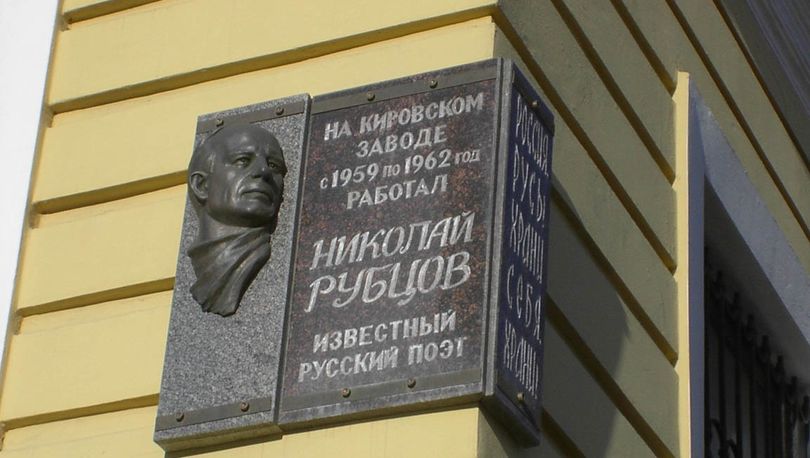 НА КИРОВСКОМ
ЗАВОДЕ
с 1959 по 1962 год
РАБОТАЛ
НИКОЛАЙ
РУБЦОВ
ИЗВЕСТНЫЙ
РУССКИЙ ПОЭТ
РОССИЯ,
РУСЬ!
ХРАНИ
СЕБЯ,
ХРАНИ!